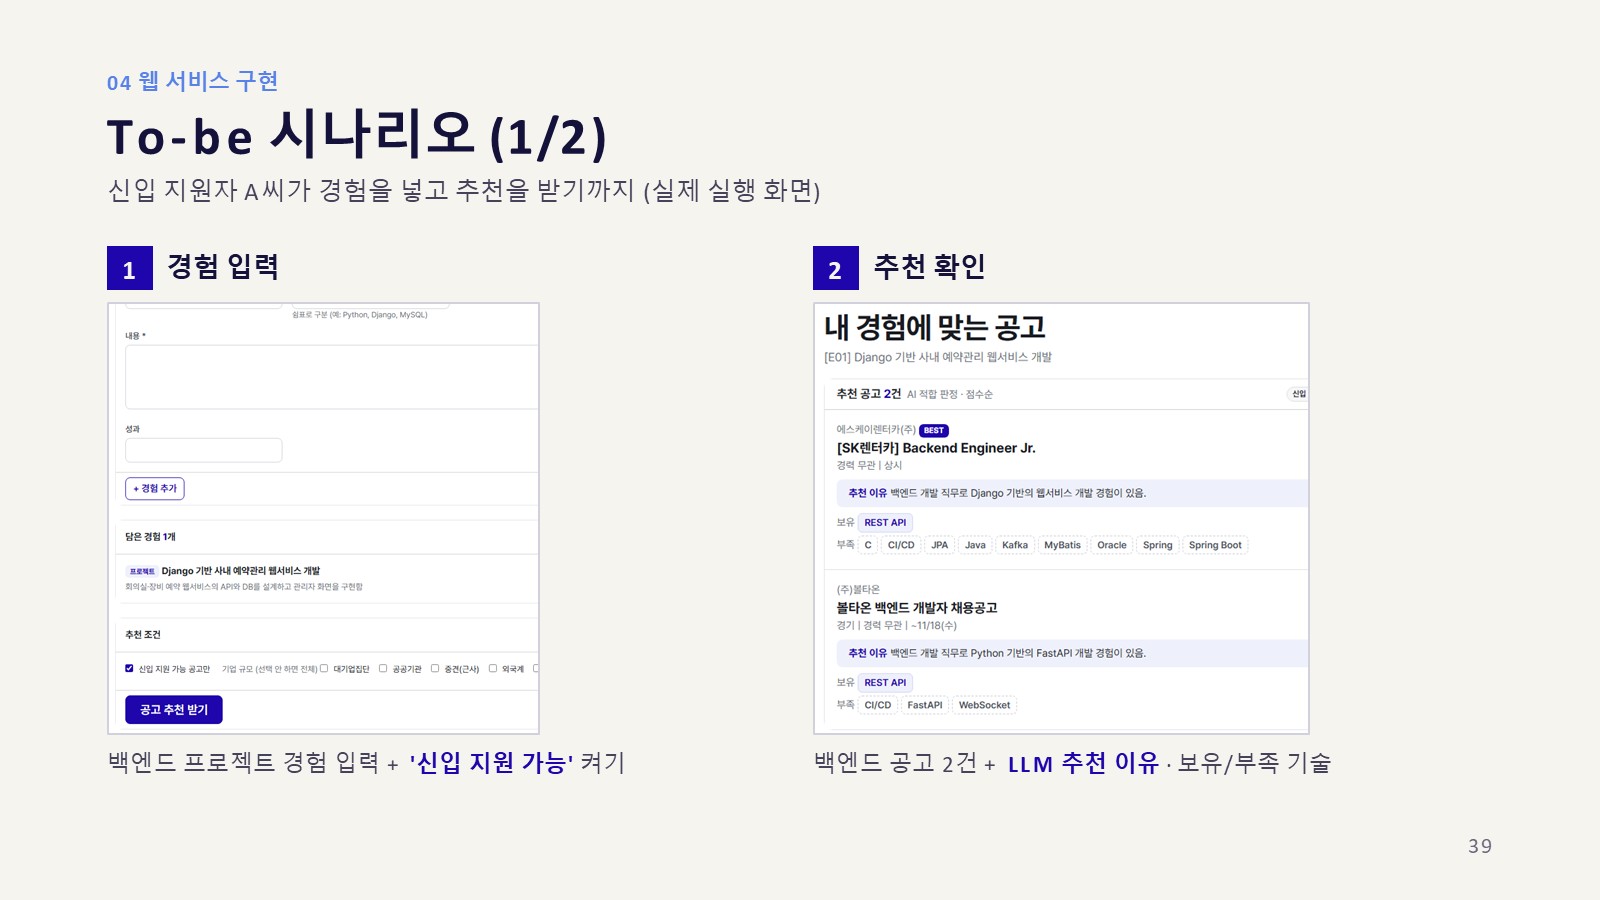 04 웹 서비스 구현
To-be 시나리오 (1/2)
신입 지원자 A씨가 경험을 넣고 추천을 받기까지 (실제 실행 화면)
1 경험 입력
쉼표로 구분 (예: Python, Django, MySQL)
내용 *
성과
+ 경험 추가
담은 경험 1개
프로젝트 Django 기반 사내 예약관리 웹서비스 개발
회의실·장비 예약 웹서비스의 API와 DB를 설계하고 관리자 화면을 구현함
추천 조건
신입 지원 가능 공고만 기업 규모 (선택 안 하면 전체) 대기업집단 공공기관 중견(근사) 외국계
공고 추천 받기
백엔드 프로젝트 경험 입력 + '신입 지원 가능' 켜기
2 추천 확인
내 경험에 맞는 공고
[E01] Django 기반 사내 예약관리 웹서비스 개발
추천 공고 2건 AI 적합 판정 · 점수순 신입
에스케이렌터카(주) BEST
[SK렌터카] Backend Engineer Jr.
경력 무관 | 상시
추천 이유 백엔드 개발 직무로 Django 기반의 웹서비스 개발 경험이 있음.
보유 REST API
부족 C CI/CD JPA Java Kafka MyBatis Oracle Spring Spring Boot
(주)볼타온
볼타온 백엔드 개발자 채용공고
경기 | 경력 무관 | ~11/18(수)
추천 이유 백엔드 개발 직무로 Python 기반의 FastAPI 개발 경험이 있음.
보유 REST API
부족 CI/CD FastAPI WebSocket
백엔드 공고 2건 + LLM 추천 이유 · 보유/부족 기술
39